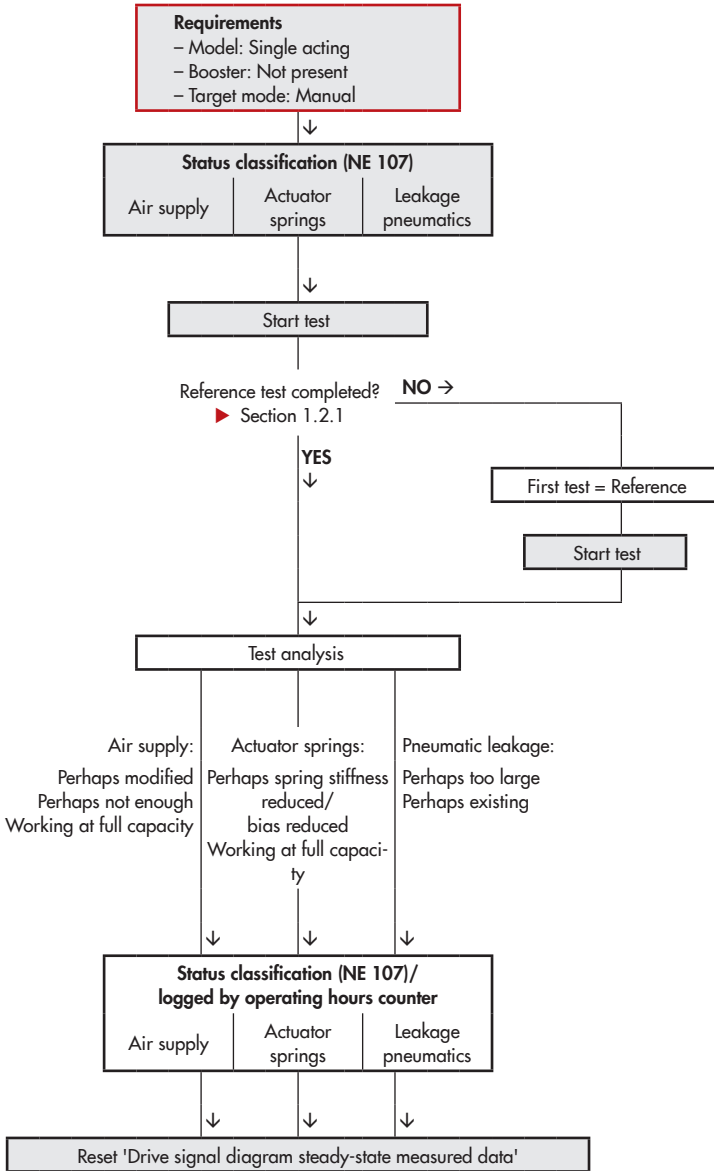 Requirements
– Model: Single acting
– Booster: Not present
– Target mode: Manual
Status classification (NE 107)
Air supply
Actuator
springs
Leakage
pneumatics
Start test
Reference test completed?
▶ Section 1.2.1
NO →
YES
First test = Reference
Start test
Test analysis
Air supply:
Perhaps modified
Perhaps not enough
Working at full capacity
Actuator springs:
Perhaps spring stiffness
reduced/
bias reduced
Working at full capaci-
ty
Pneumatic leakage:
Perhaps too large
Perhaps existing
Status classification (NE 107)/
logged by operating hours counter
Air supply
Actuator
springs
Leakage
pneumatics
Reset 'Drive signal diagram steady-state measured data'